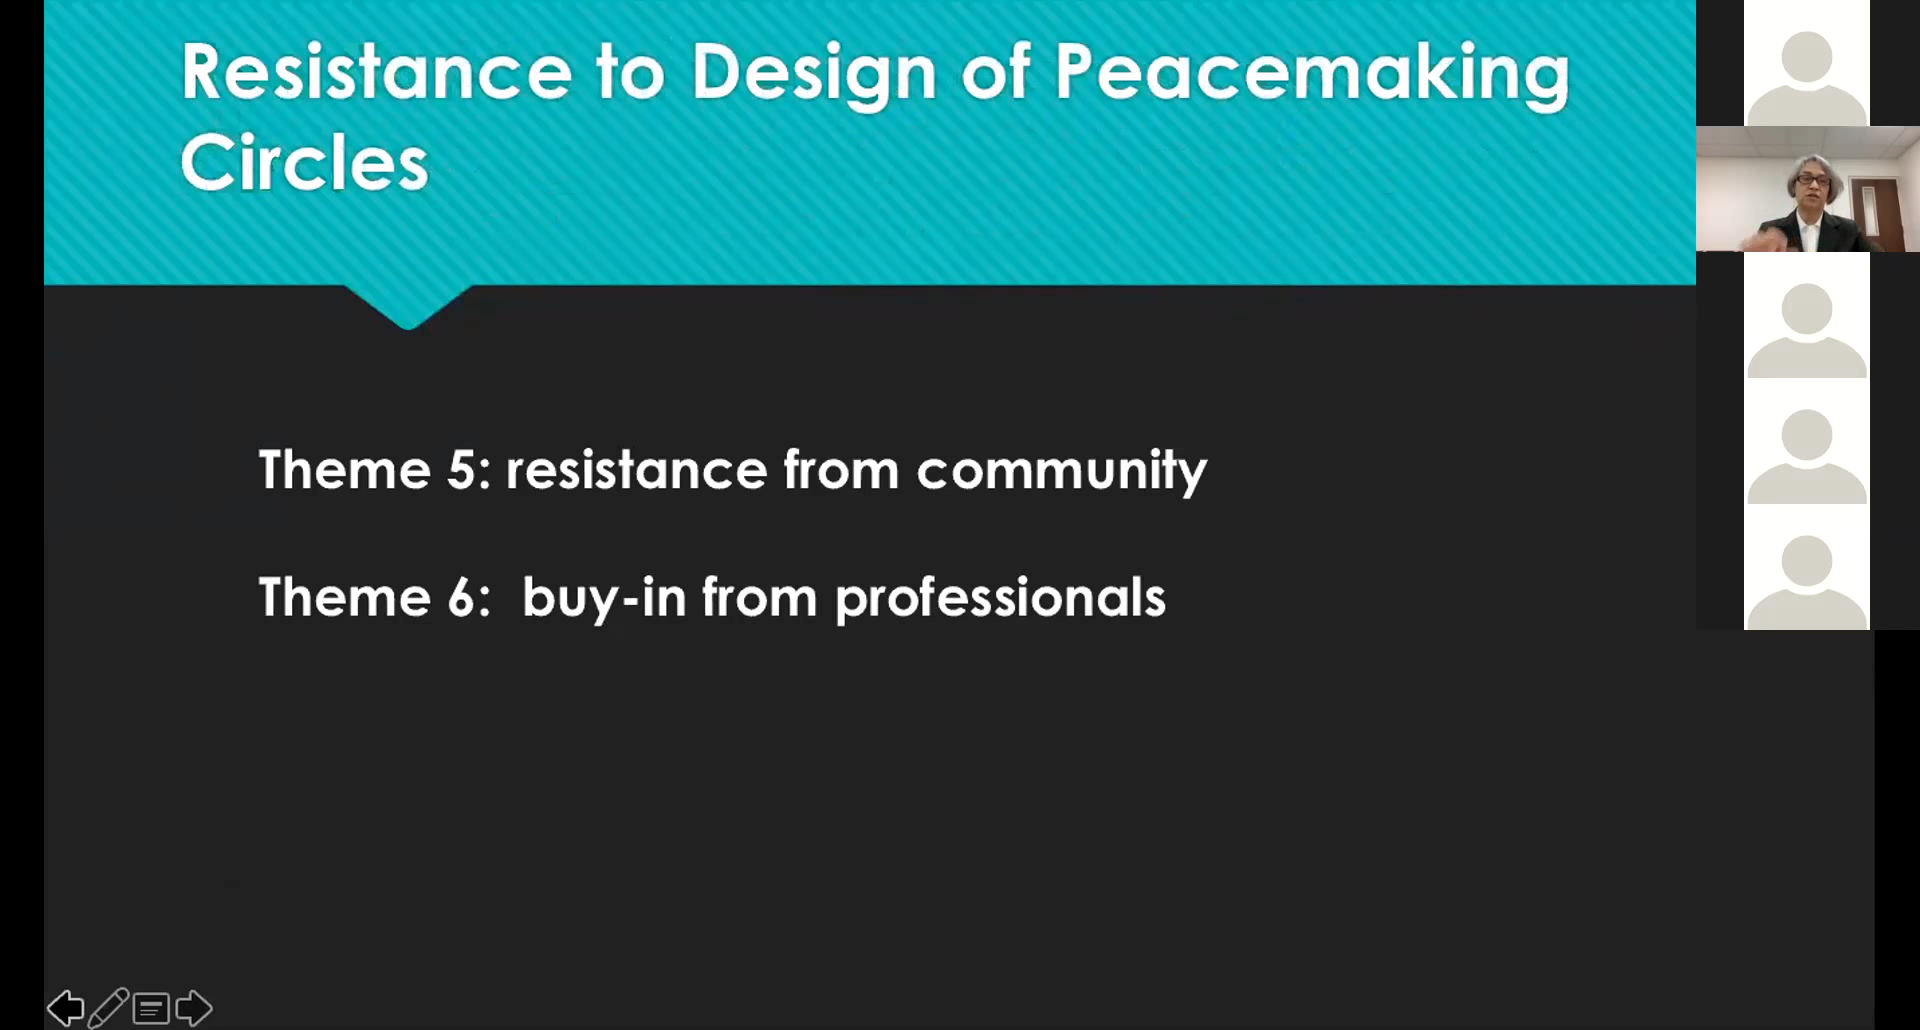 Resistance to Design of Peacemaking
Circles
Theme 5: resistance from community
Theme 6:  buy-in from professionals